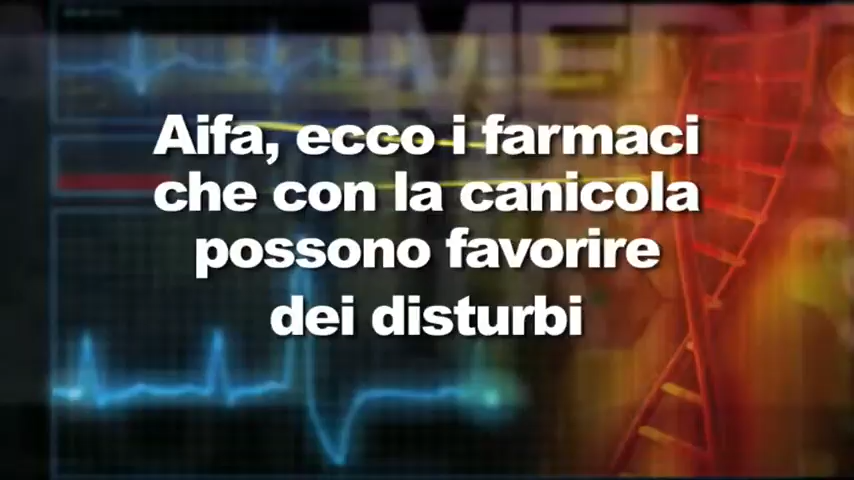 Aifa, ecco i farmaci
che con la canicola
possono favorire
dei disturbi